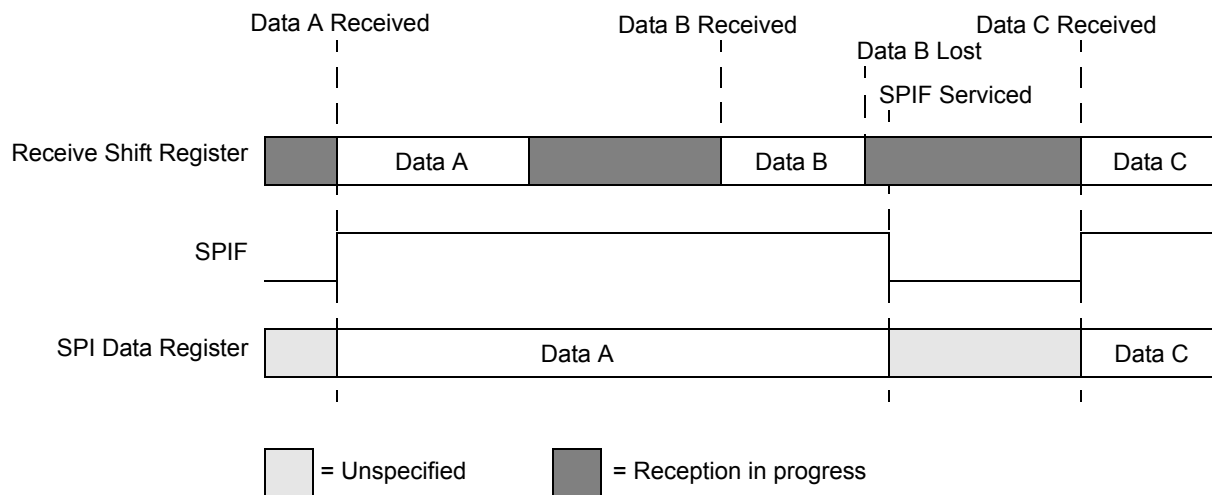 Data A Received
Data B Received
Data C Received
Data B Lost
SPIF Serviced
Receive Shift Register
Data A
Data B
Data C
SPIF
SPI Data Register
Data A
Data C
= Unspecified
= Reception in progress